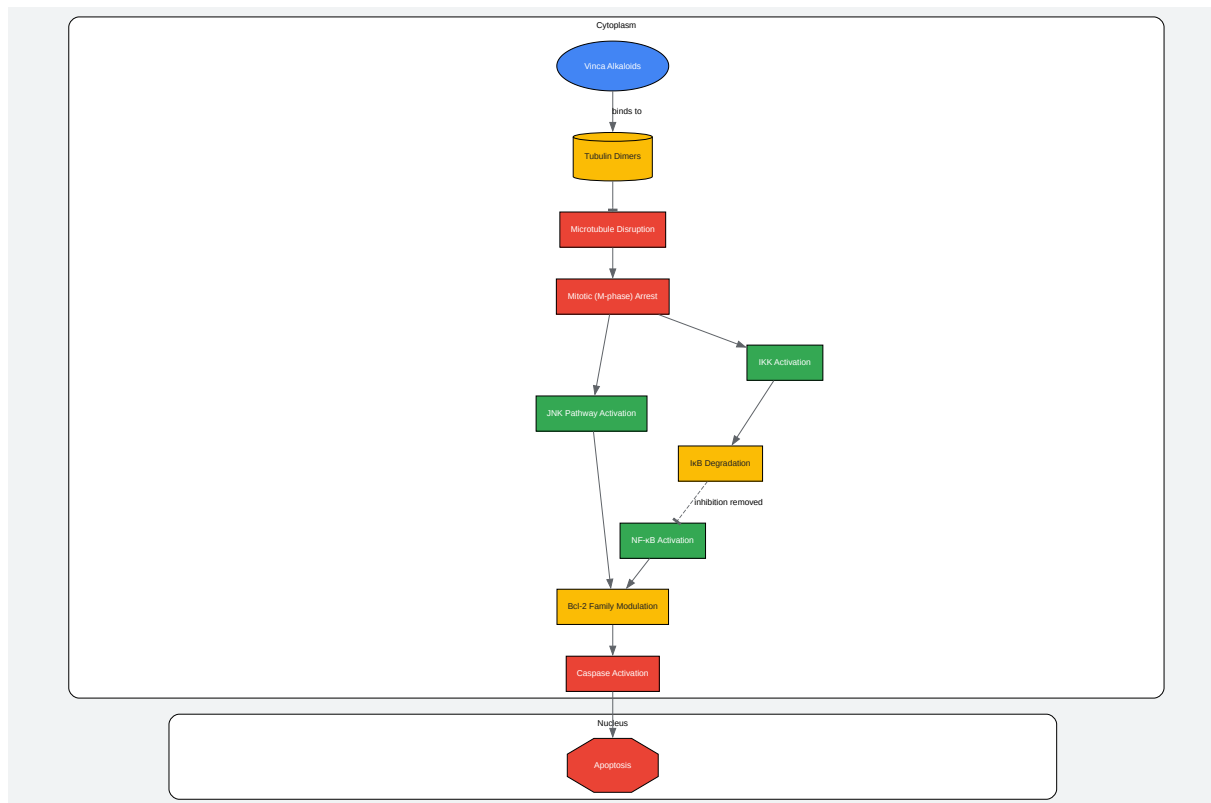 Cytoplasm
Vinca Alkaloids
binds to
Tubulin Dimers
Microtubule Disruption
Mitotic (M-phase) Arrest
IKK Activation
JNK Pathway Activation
IκB Degradation
inhibition removed
NF-κB Activation
Bcl-2 Family Modulation
Caspase Activation
Nucleus
Apoptosis